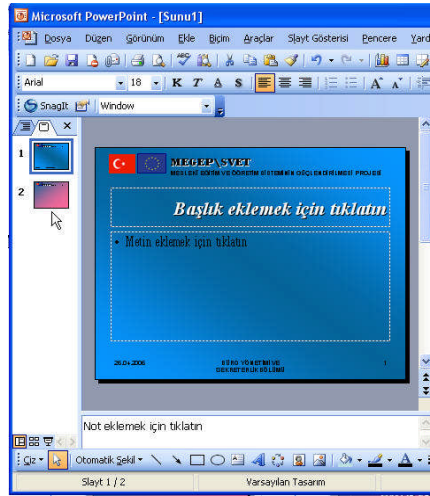 Microsoft PowerPoint - [Sunu1]
Dosya Düzen Görünüm Ekle Biçim Araçlar Slayt Gösterisi Pencere Yard
Arial 18 K T A S A A
SnagIt Window
1
2
MEGEP\SVET
MESLEKİ EĞİTİM VE ÖĞRETİM SİSTEMİNİN GÜÇLENDİRİLMESİ PROJESİ
Başlık eklemek için tıklatın
• Metin eklemek için tıklatın
26.04.2006 BÜRO YÖNETİMİ VE 1
SEKRETERLİK BÖLÜMÜ
Not eklemek için tıklatın
Çiz Otomatik Şekil A
Slayt 1 / 2 Varsayılan Tasarım